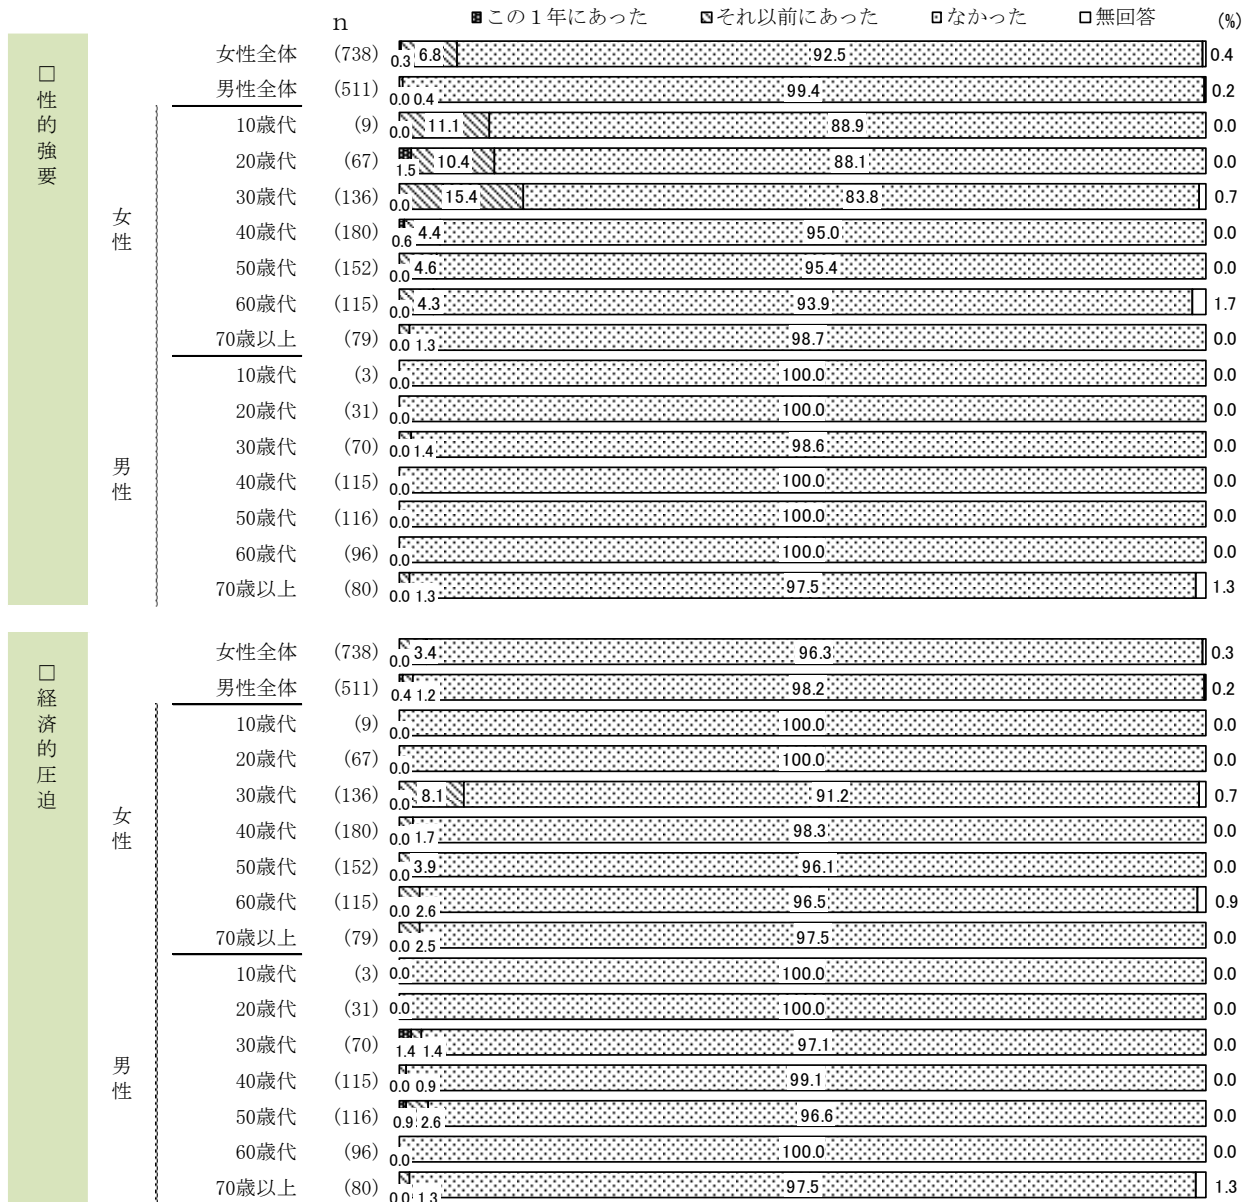 n ■この１年にあった それ以前にあった なかった □無回答 (%)
□性的強要
女性全体 (738) 0.3 6.8 92.5 0.4
男性全体 (511) 0.0 0.4 99.4 0.2
女性
10歳代 (9) 0.0 11.1 88.9 0.0
20歳代 (67) 1.5 10.4 88.1 0.0
30歳代 (136) 0.0 15.4 83.8 0.7
40歳代 (180) 0.6 4.4 95.0 0.0
50歳代 (152) 0.0 4.6 95.4 0.0
60歳代 (115) 0.0 4.3 93.9 1.7
70歳以上 (79) 0.0 1.3 98.7 0.0
男性
10歳代 (3) 0.0 100.0 0.0
20歳代 (31) 0.0 100.0 0.0
30歳代 (70) 0.0 1.4 98.6 0.0
40歳代 (115) 0.0 100.0 0.0
50歳代 (116) 0.0 100.0 0.0
60歳代 (96) 0.0 100.0 0.0
70歳以上 (80) 0.0 1.3 97.5 1.3
□経済的圧迫
女性全体 (738) 0.0 3.4 96.3 0.3
男性全体 (511) 0.4 1.2 98.2 0.2
女性
10歳代 (9) 0.0 100.0 0.0
20歳代 (67) 0.0 100.0 0.0
30歳代 (136) 0.0 8.1 91.2 0.7
40歳代 (180) 0.0 1.7 98.3 0.0
50歳代 (152) 0.0 3.9 96.1 0.0
60歳代 (115) 0.0 2.6 96.5 0.9
70歳以上 (79) 0.0 2.5 97.5 0.0
男性
10歳代 (3) 0.0 100.0 0.0
20歳代 (31) 0.0 100.0 0.0
30歳代 (70) 1.4 1.4 97.1 0.0
40歳代 (115) 0.0 0.9 99.1 0.0
50歳代 (116) 0.9 2.6 96.6 0.0
60歳代 (96) 0.0 100.0 0.0
70歳以上 (80) 0.0 1.3 97.5 1.3